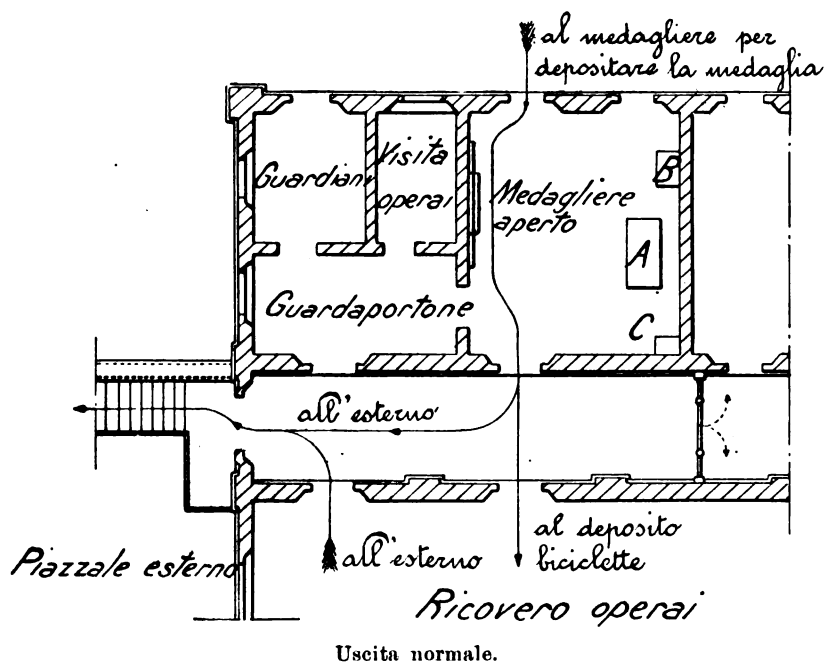 al medagliere per
depositare la medaglia
Guardiani
Visita
operai
Medagliere
aperto
B
A
Guardaportone
C
all'esterno
al deposito
biciclette
all'esterno
Piazzale esterno
Ricovero operai
Uscita normale.